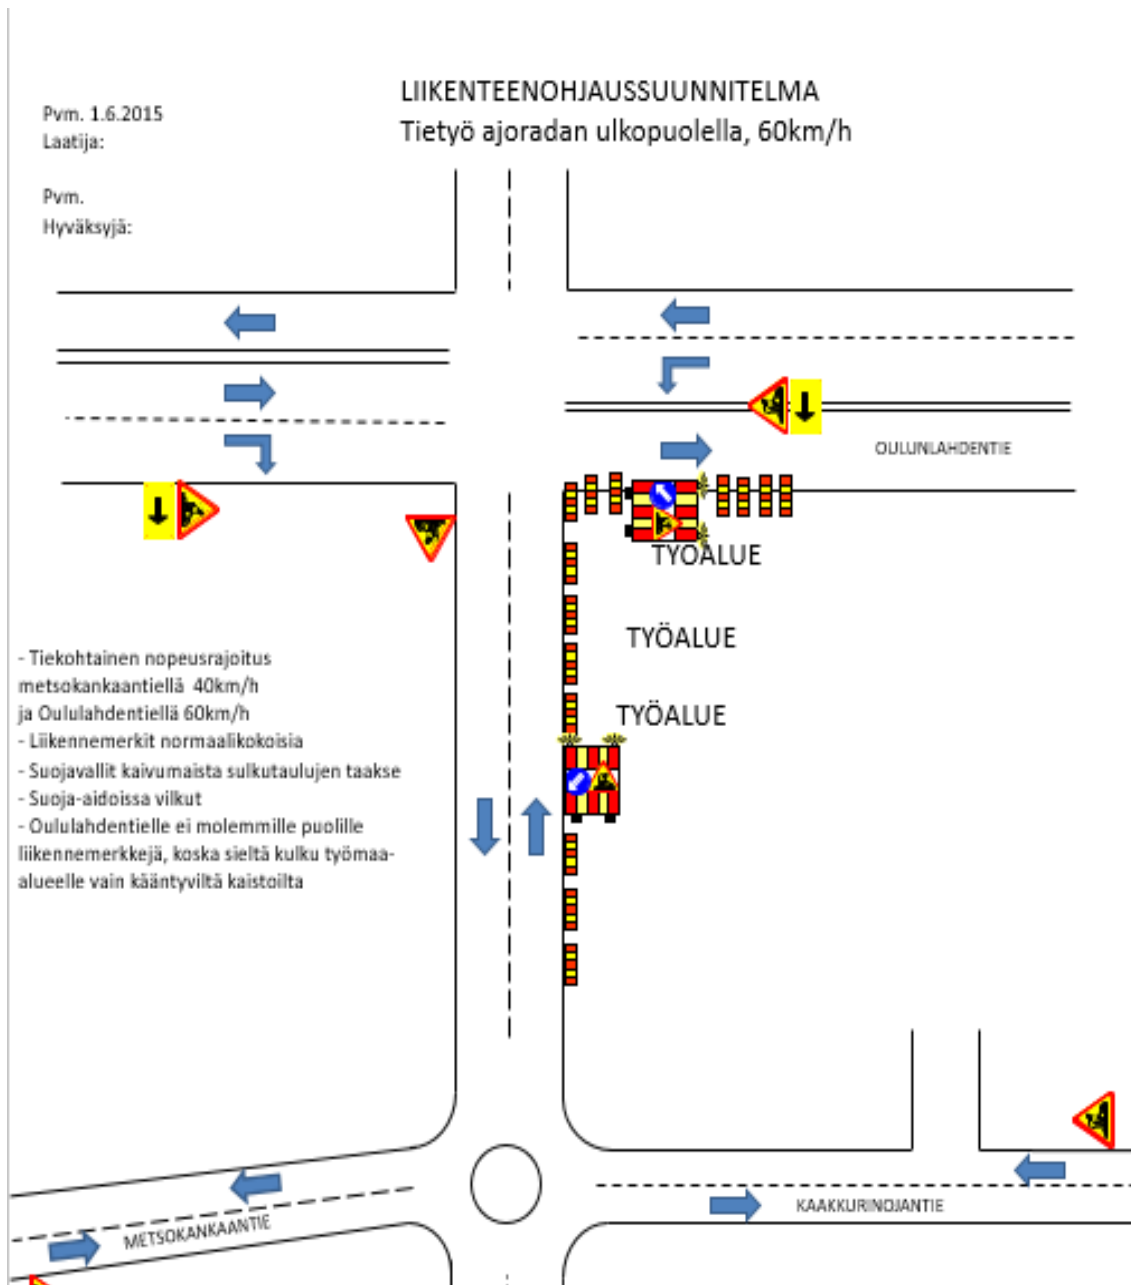 LIIKENTEENOHJAUSSUUNNITELMA
Tietyö ajoradan ulkopuolella, 60km/h
Pvm. 1.6.2015
Laatija:
Pvm.
Hyväksyjä:
OULUNLAHDENTIE
TYÖALUE
TYÖALUE
TYÖALUE
- Tiekohtainen nopeusrajoitus
metsokankaantiellä 40km/h
ja Oululahdentiellä 60km/h
- Liikennemerkit normaalikokoisia
- Suojavallit kaivumaista sulkutaulujen taakse
- Suoja-aidoissa vilkut
- Oululahdentielle ei molemmille puolille
liikennemerkkejä, koska sieltä kulku työmaa-
alueelle vain kääntyviltä kaistoilta
KAAKKURINOJANTIE
METSOKANKAANTIE